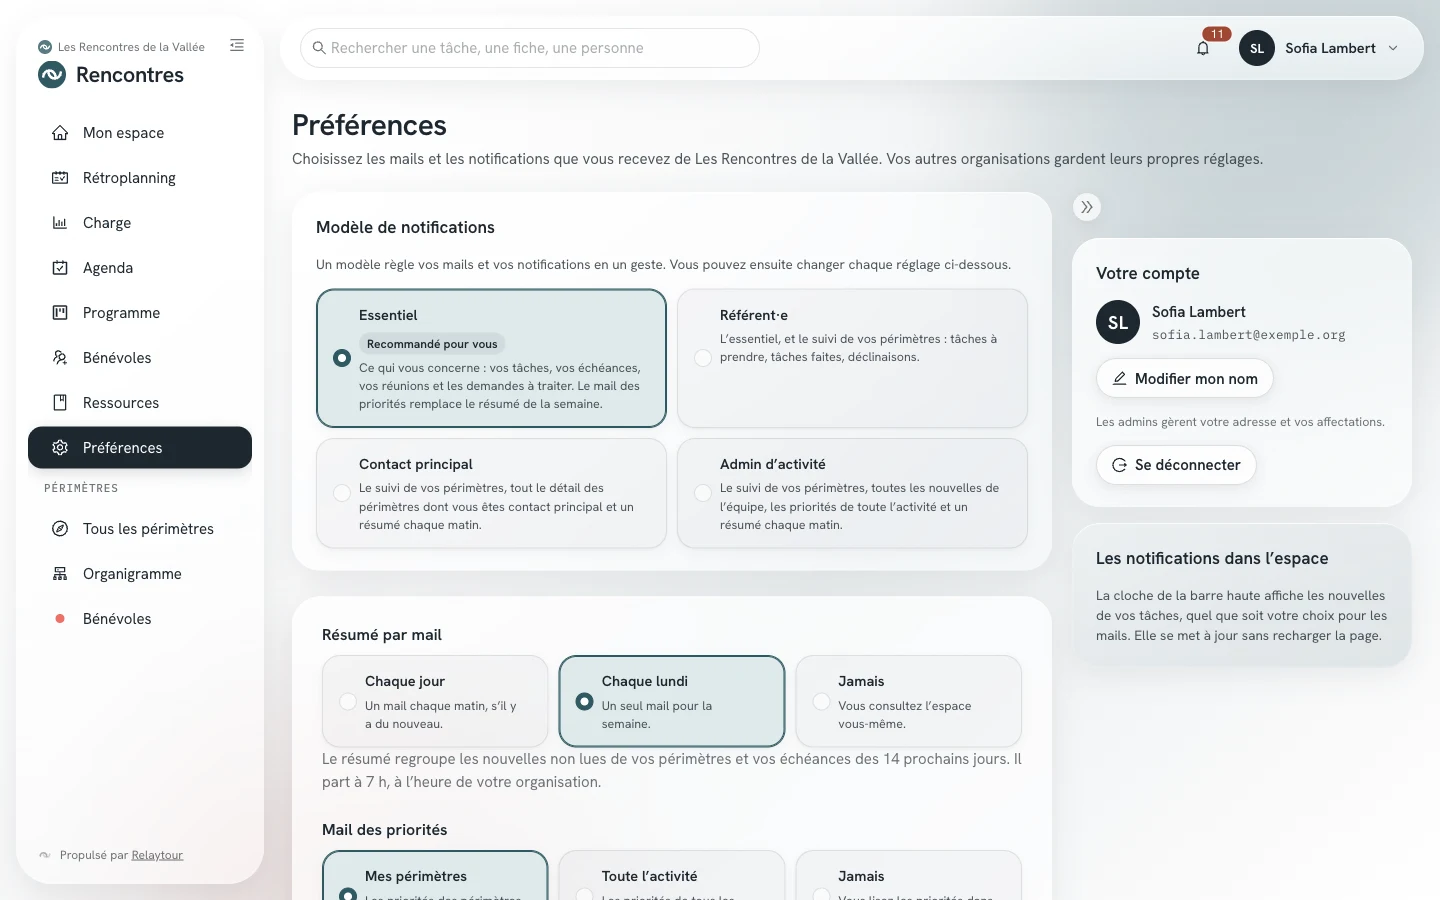 Les Rencontres de la Vallée
Rencontres
Mon espace
Rétroplanning
Charge
Agenda
Programme
Bénévoles
Ressources
Préférences
PÉRIMÈTRES
Tous les périmètres
Organigramme
Bénévoles
Propulsé par Relaytour
Rechercher une tâche, une fiche, une personne
11
SL
Sofia Lambert
Préférences
Choisissez les mails et les notifications que vous recevez de Les Rencontres de la Vallée. Vos autres organisations gardent leurs propres réglages.
Modèle de notifications
Un modèle règle vos mails et vos notifications en un geste. Vous pouvez ensuite changer chaque réglage ci-dessous.
Essentiel
Recommandé pour vous
Ce qui vous concerne : vos tâches, vos échéances,
vos réunions et les demandes à traiter. Le mail des
priorités remplace le résumé de la semaine.
Référent·e
L’essentiel, et le suivi de vos périmètres : tâches à
prendre, tâches faites, déclinaisons.
Contact principal
Le suivi de vos périmètres, tout le détail des
périmètres dont vous êtes contact principal et un
résumé chaque matin.
Admin d’activité
Le suivi de vos périmètres, toutes les nouvelles de
l’équipe, les priorités de toute l’activité et un
résumé chaque matin.
Résumé par mail
Chaque jour
Un mail chaque matin, s’il y
a du nouveau.
Chaque lundi
Un seul mail pour la
semaine.
Jamais
Vous consultez l’espace
vous-même.
Le résumé regroupe les nouvelles non lues de vos périmètres et vos échéances des 14 prochains jours. Il
part à 7 h, à l’heure de votre organisation.
Mail des priorités
Mes périmètres
Toute l’activité
Jamais
Votre compte
SL
Sofia Lambert
sofia.lambert@exemple.org
Modifier mon nom
Les admins gèrent votre adresse et vos affectations.
Se déconnecter
Les notifications dans l’espace
La cloche de la barre haute affiche les nouvelles
de vos tâches, quel que soit votre choix pour les
mails. Elle se met à jour sans recharger la page.